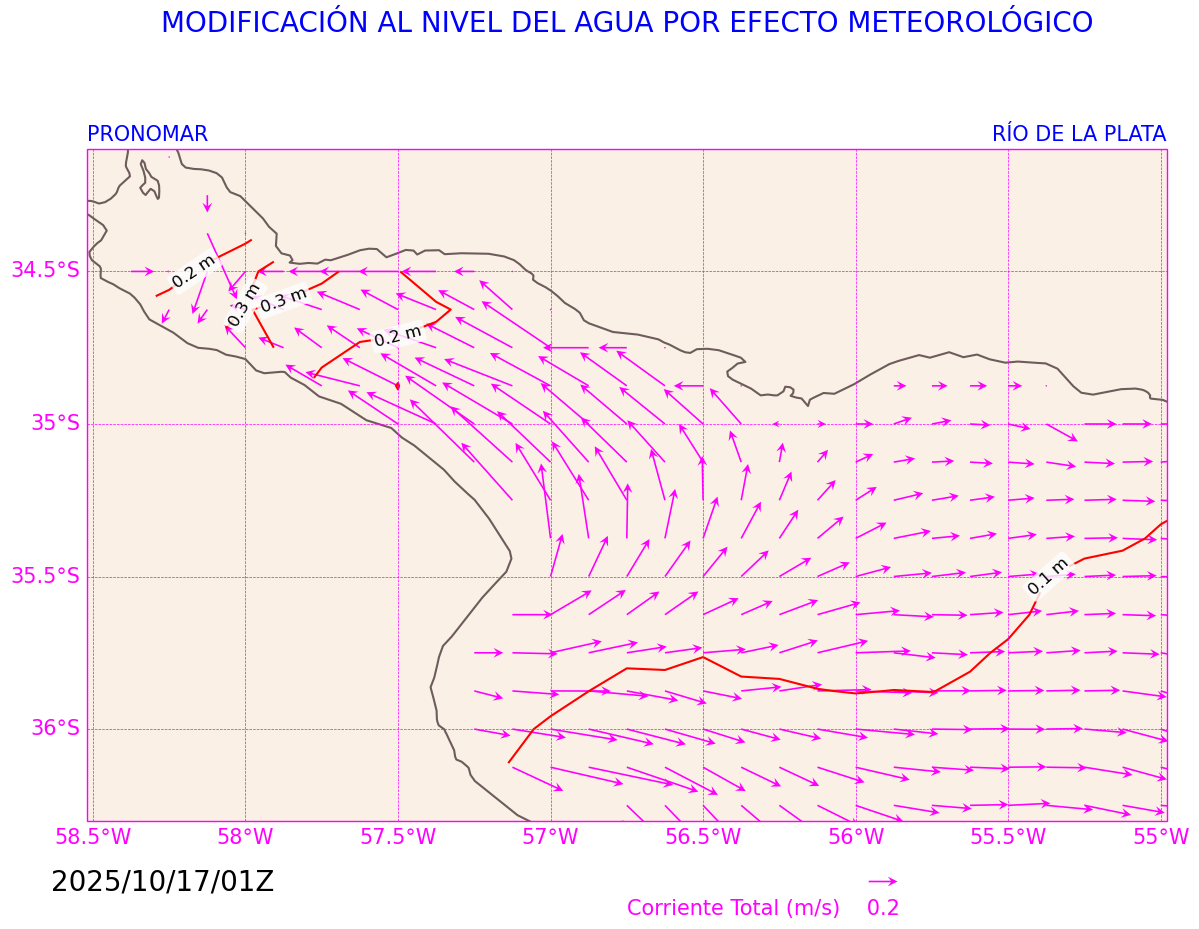 MODIFICACIÓN AL NIVEL DEL AGUA POR EFECTO METEOROLÓGICO
PRONOMAR
RÍO DE LA PLATA
34.5°S
35°S
35.5°S
36°S
0.2 m
0.3 m
0.3 m
0.2 m
0.1 m
58.5°W
58°W
57.5°W
57°W
56.5°W
56°W
55.5°W
55°W
2025/10/17/01Z
Corriente Total (m/s)
0.2